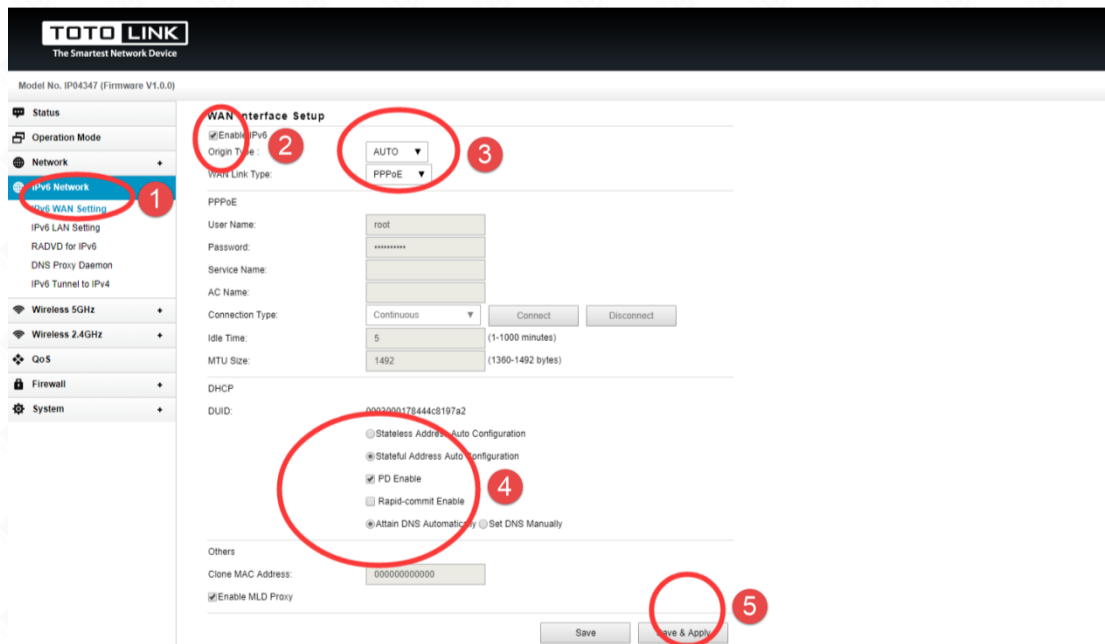 TOTO LINK
The Smartest Network Device
Model No. IP04347 (Firmware V1.0.0)
Status
Operation Mode
Network +
IPv6 Network
IPv6 WAN Setting
IPv6 LAN Setting
RADVD for IPv6
DNS Proxy Daemon
IPv6 Tunnel to IPv4
Wireless 5GHz +
Wireless 2.4GHz +
QoS
Firewall +
System +
1
WAN Interface Setup
Enable IPv6
2
Origin Type : AUTO ▼
3
WAN Link Type: PPPoE ▼
PPPoE
User Name: root
Password: ••••••••••
Service Name:
AC Name:
Connection Type: Continuous ▼ Connect Disconnect
Idle Time: 5 (1-1000 minutes)
MTU Size: 1492 (1360-1492 bytes)
DHCP
DUID: 0003000178444c8197a2
Stateless Address Auto Configuration
Stateful Address Auto Configuration
PD Enable
4
Rapid-commit Enable
Attain DNS Automatically Set DNS Manually
Others
Clone MAC Address: 000000000000
Enable MLD Proxy
5
Save Save & Apply